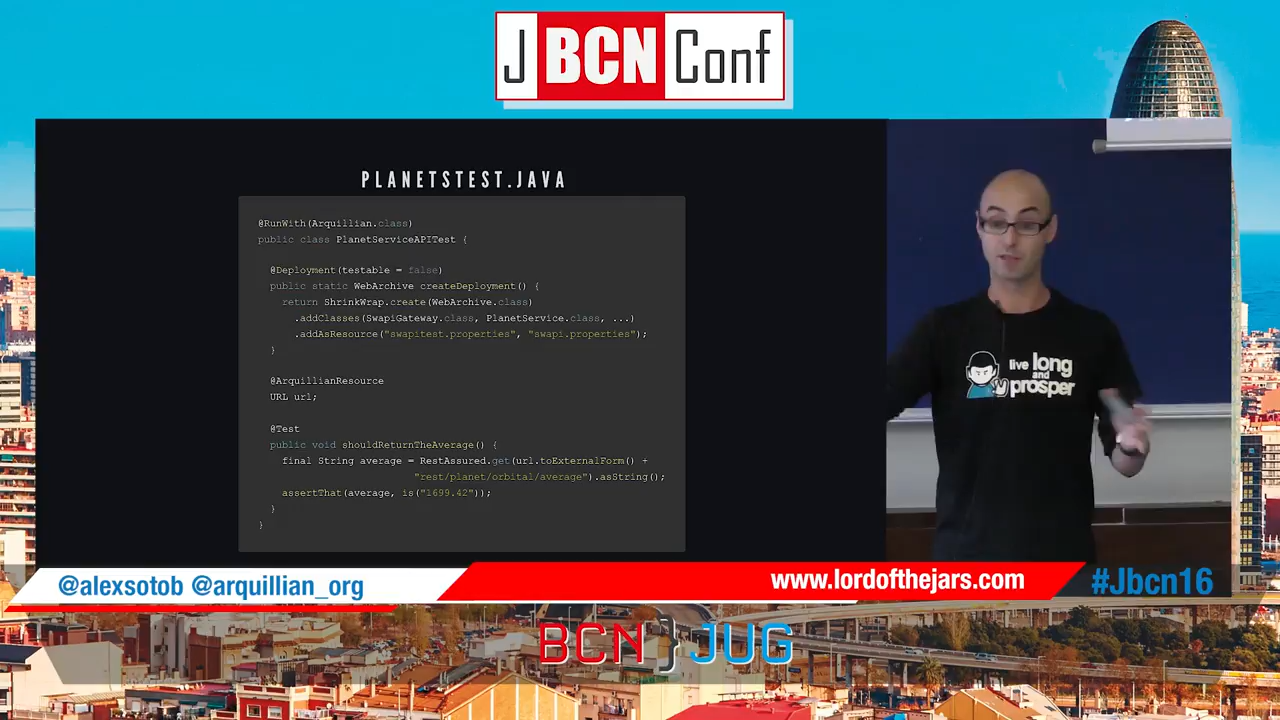 J BCN Conf
PLANETSTEST.JAVA
@RunWith(Arquillian.class)
public class PlanetServiceAPITest {
@Deployment(testable = false)
public static WebArchive createDeployment() {
return ShrinkWrap.create(WebArchive.class)
.addClasses(SwapiGateway.class, PlanetService.class, ...)
.addAsResource("swapitest.properties", "swapi.properties");
}
@ArquillianResource
URL url;
@Test
public void shouldReturnTheAverage() {
final String average = RestAssured.get(url.toExternalForm() +
"rest/planet/orbital/average").asString();
assertThat(average, is("1699.42"));
}
}
live long
and
prosper
@alexsotob @arquillian_org
www.lordofthejars.com
#Jbcn16
BCN JUG